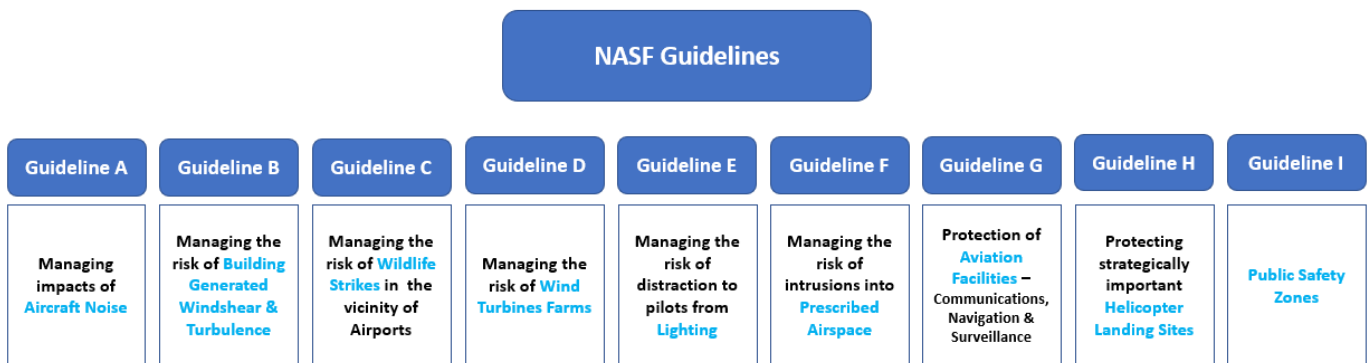 NASF Guidelines
Guideline A
Guideline B
Guideline C
Guideline D
Guideline E
Guideline F
Guideline G
Guideline H
Guideline I
Managing
impacts of
Aircraft Noise
Managing the
risk of Building
Generated
Windshear &
Turbulence
Managing the
risk of Wildlife
Strikes in the
vicinity of
Airports
Managing the
risk of Wind
Turbines Farms
Managing the
risk of
distraction to
pilots from
Lighting
Managing the
risk of
intrusions into
Prescribed
Airspace
Protection of
Aviation
Facilities –
Communications,
Navigation &
Surveillance
Protecting
strategically
important
Helicopter
Landing Sites
Public Safety
Zones